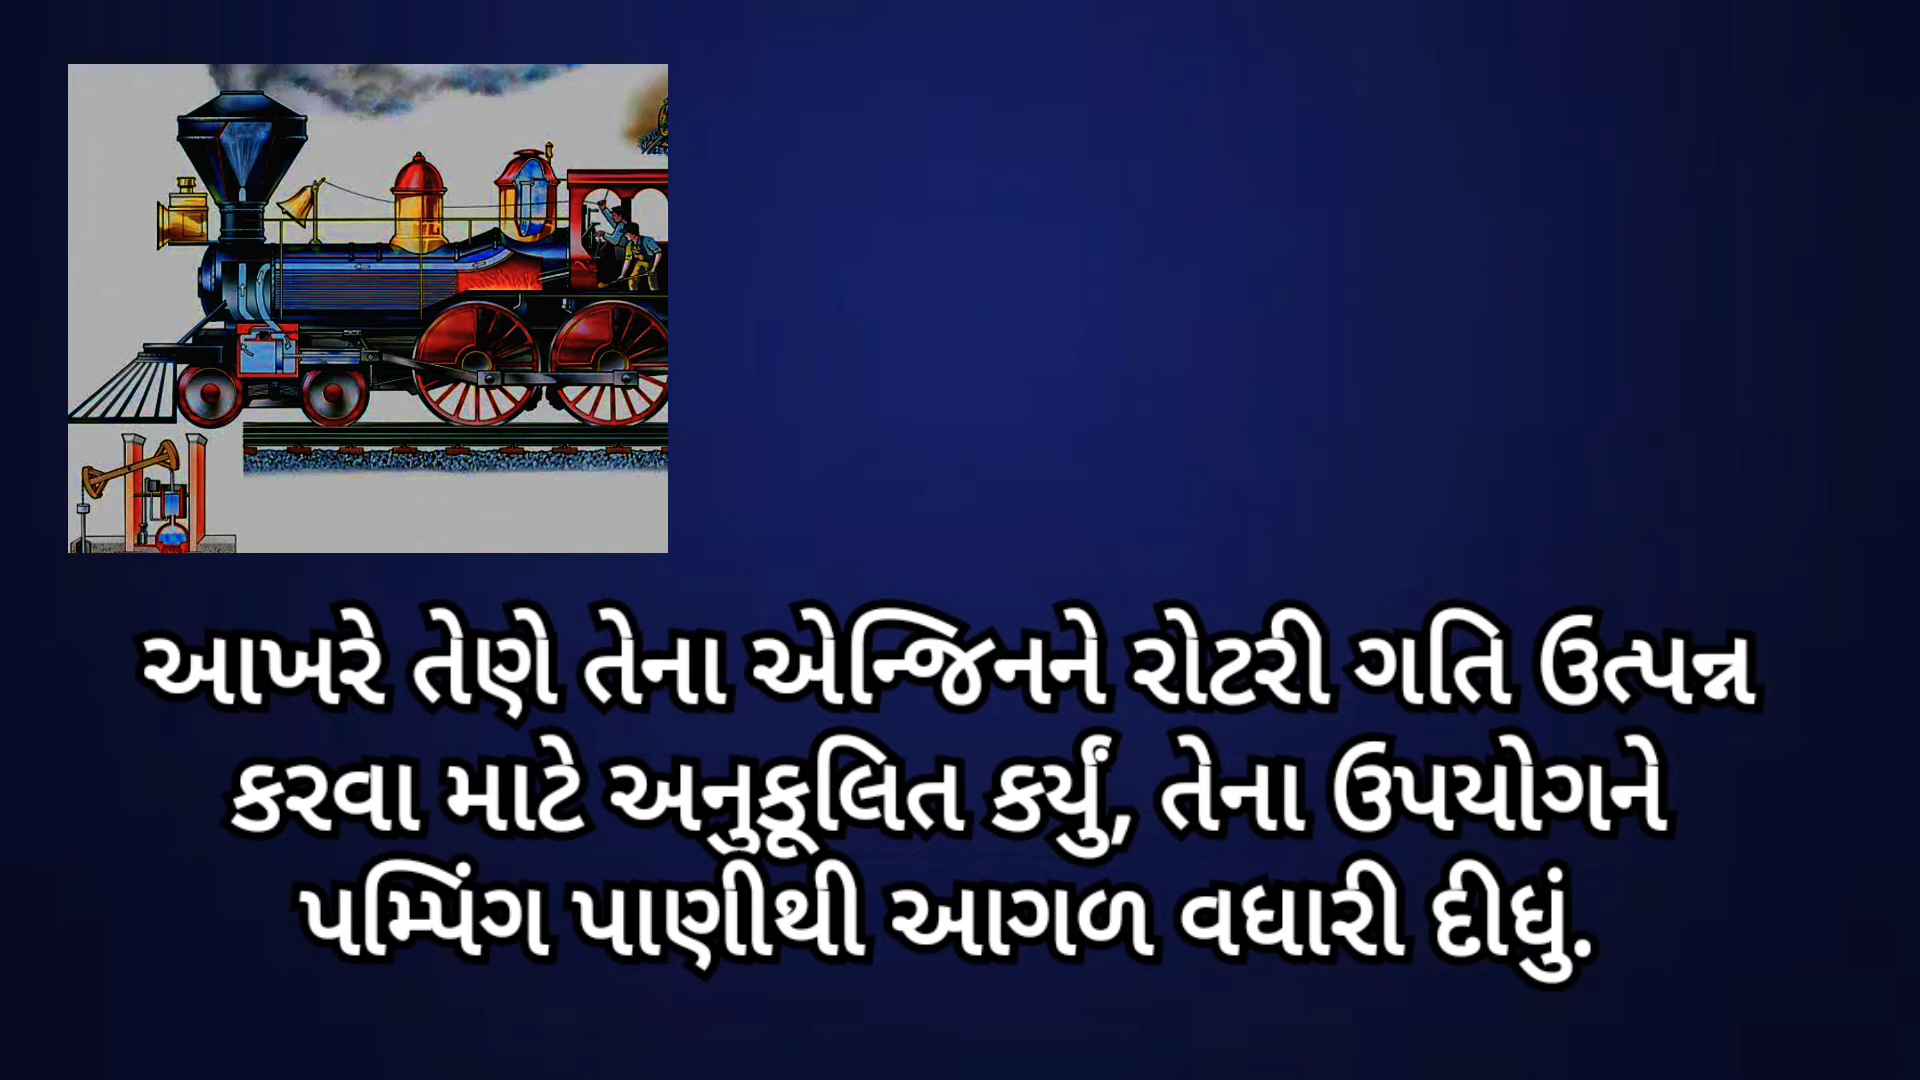 આખરે તેણે તેના એન્જિનને રોટરી ગતિ ઉત્પન્ન
કરવા માટે અનુકૂલિત કર્યું, તેના ઉપયોગને
પમ્પિંગ પાણીથી આગળ વધારી દીધું.